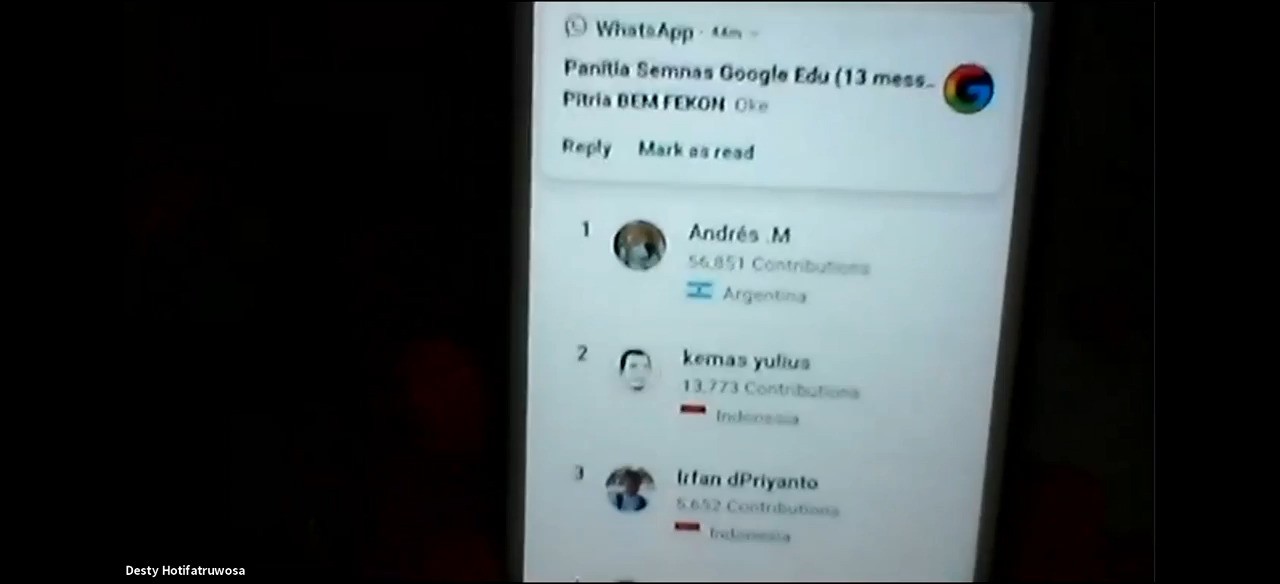 WhatsApp · 44m
Panitia Semnas Google Edu (13 mess..
Pitria BEM FEKON Oke
Reply Mark as read
1
Andrés .M
56,851 Contributions
Argentina
2
kemas yulius
13,773 Contributions
Indonesia
3
Irfan dPriyanto
5,652 Contributions
Indonesia
Desty Hotifatruwosa